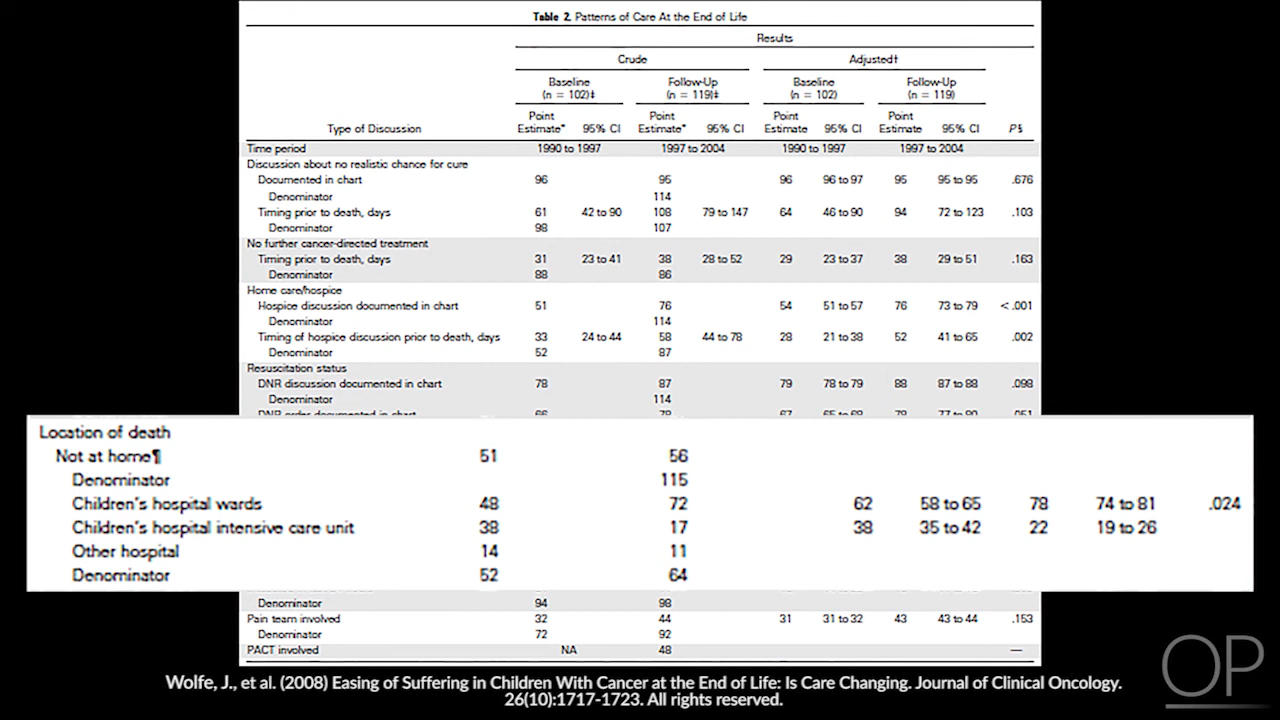 Table 2. Patterns of Care At the End of Life
Results
Crude Adjusted†
Baseline (n = 102)‡ Follow-Up (n = 119)‡ Baseline (n = 102) Follow-Up (n = 119)
Type of Discussion Point Estimate* 95% CI Point Estimate* 95% CI Point Estimate 95% CI Point Estimate 95% CI P§
Time period 1990 to 1997 1997 to 2004 1990 to 1997 1997 to 2004
Discussion about no realistic chance for cure
Documented in chart 96 95 96 96 to 97 95 95 to 95 .676
Denominator 114
Timing prior to death, days 61 42 to 90 108 79 to 147 64 46 to 90 94 72 to 123 .103
Denominator 98 107
No further cancer-directed treatment
Timing prior to death, days 31 23 to 41 38 28 to 52 29 23 to 37 38 29 to 51 .163
Denominator 88 86
Home care/hospice
Hospice discussion documented in chart 51 76 54 51 to 57 76 73 to 79 < .001
Denominator 114
Timing of hospice discussion prior to death, days 33 24 to 44 58 44 to 78 28 21 to 38 52 41 to 65 .002
Denominator 52 87
Resuscitation status
DNR discussion documented in chart 78 87 79 78 to 79 88 87 to 88 .098
Denominator 114
Location of death
Not at home¶ 51 56
Denominator 115
Children's hospital wards 48 72 62 58 to 65 78 74 to 81 .024
Children's hospital intensive care unit 38 17 38 35 to 42 22 19 to 26
Other hospital 14 11
Denominator 52 64
Denominator 94 98
Pain team involved 32 44 31 31 to 32 43 43 to 44 .153
Denominator 72 92
PACT involved NA 48 —
Wolfe, J., et al. (2008) Easing of Suffering in Children With Cancer at the End of Life: Is Care Changing. Journal of Clinical Oncology.
26(10):1717-1723. All rights reserved.
OP